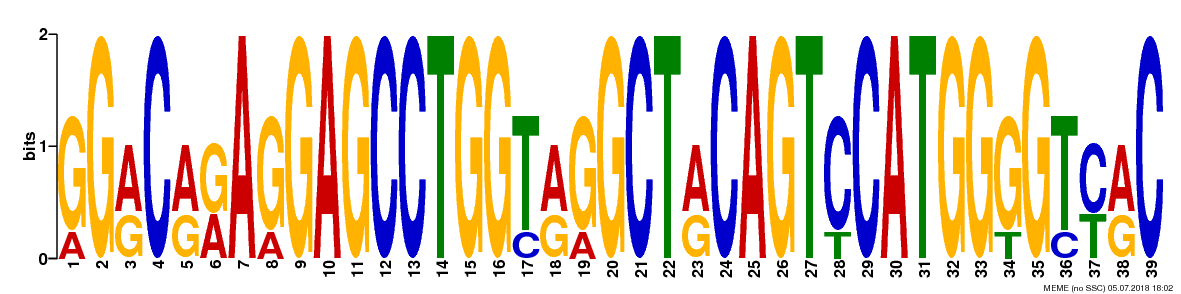 2
GGACAGAGGAGCCTGGTAGGCTACAGTCCATGGGGTCAC
bits
1
A G G A A C G A G T T C T G
0
1 2 3 4 5 6 7 8 9 10 11 12 13 14 15 16 17 18 19 20 21 22 23 24 25 26 27 28 29 30 31 32 33 34 35 36 37 38 39
MEME (no SSC) 05.07.2018 18:02